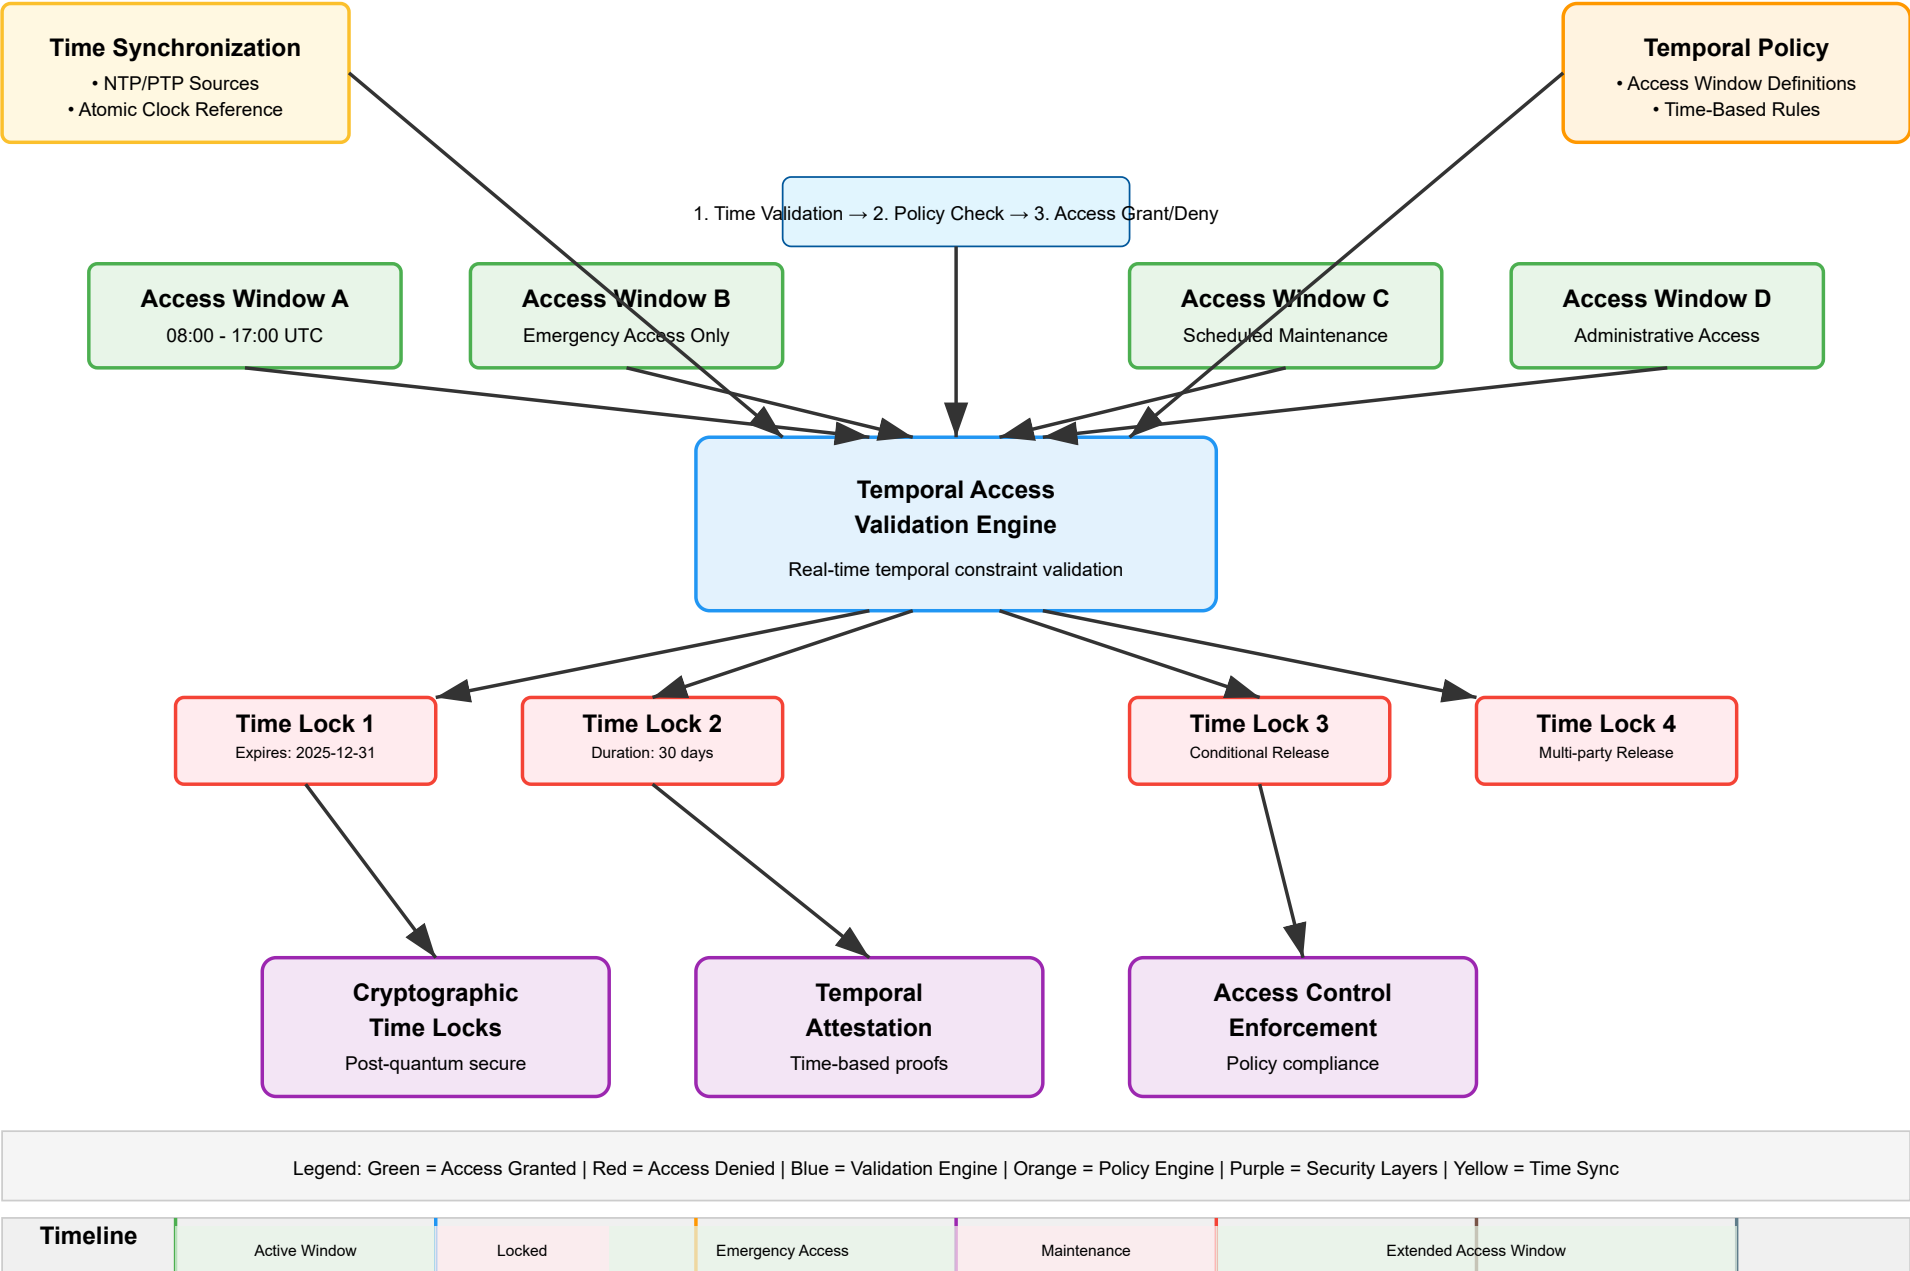 Time Synchronization
• NTP/PTP Sources
• Atomic Clock Reference
Temporal Policy
• Access Window Definitions
• Time-Based Rules
1. Time Validation → 2. Policy Check → 3. Access Grant/Deny
Access Window A
08:00 - 17:00 UTC
Access Window B
Emergency Access Only
Access Window C
Scheduled Maintenance
Access Window D
Administrative Access
Temporal Access
Validation Engine
Real-time temporal constraint validation
Time Lock 1
Expires: 2025-12-31
Time Lock 2
Duration: 30 days
Time Lock 3
Conditional Release
Time Lock 4
Multi-party Release
Cryptographic
Time Locks
Post-quantum secure
Temporal
Attestation
Time-based proofs
Access Control
Enforcement
Policy compliance
Legend: Green = Access Granted | Red = Access Denied | Blue = Validation Engine | Orange = Policy Engine | Purple = Security Layers | Yellow = Time Sync
Timeline
Active Window
Locked
Emergency Access
Maintenance
Extended Access Window